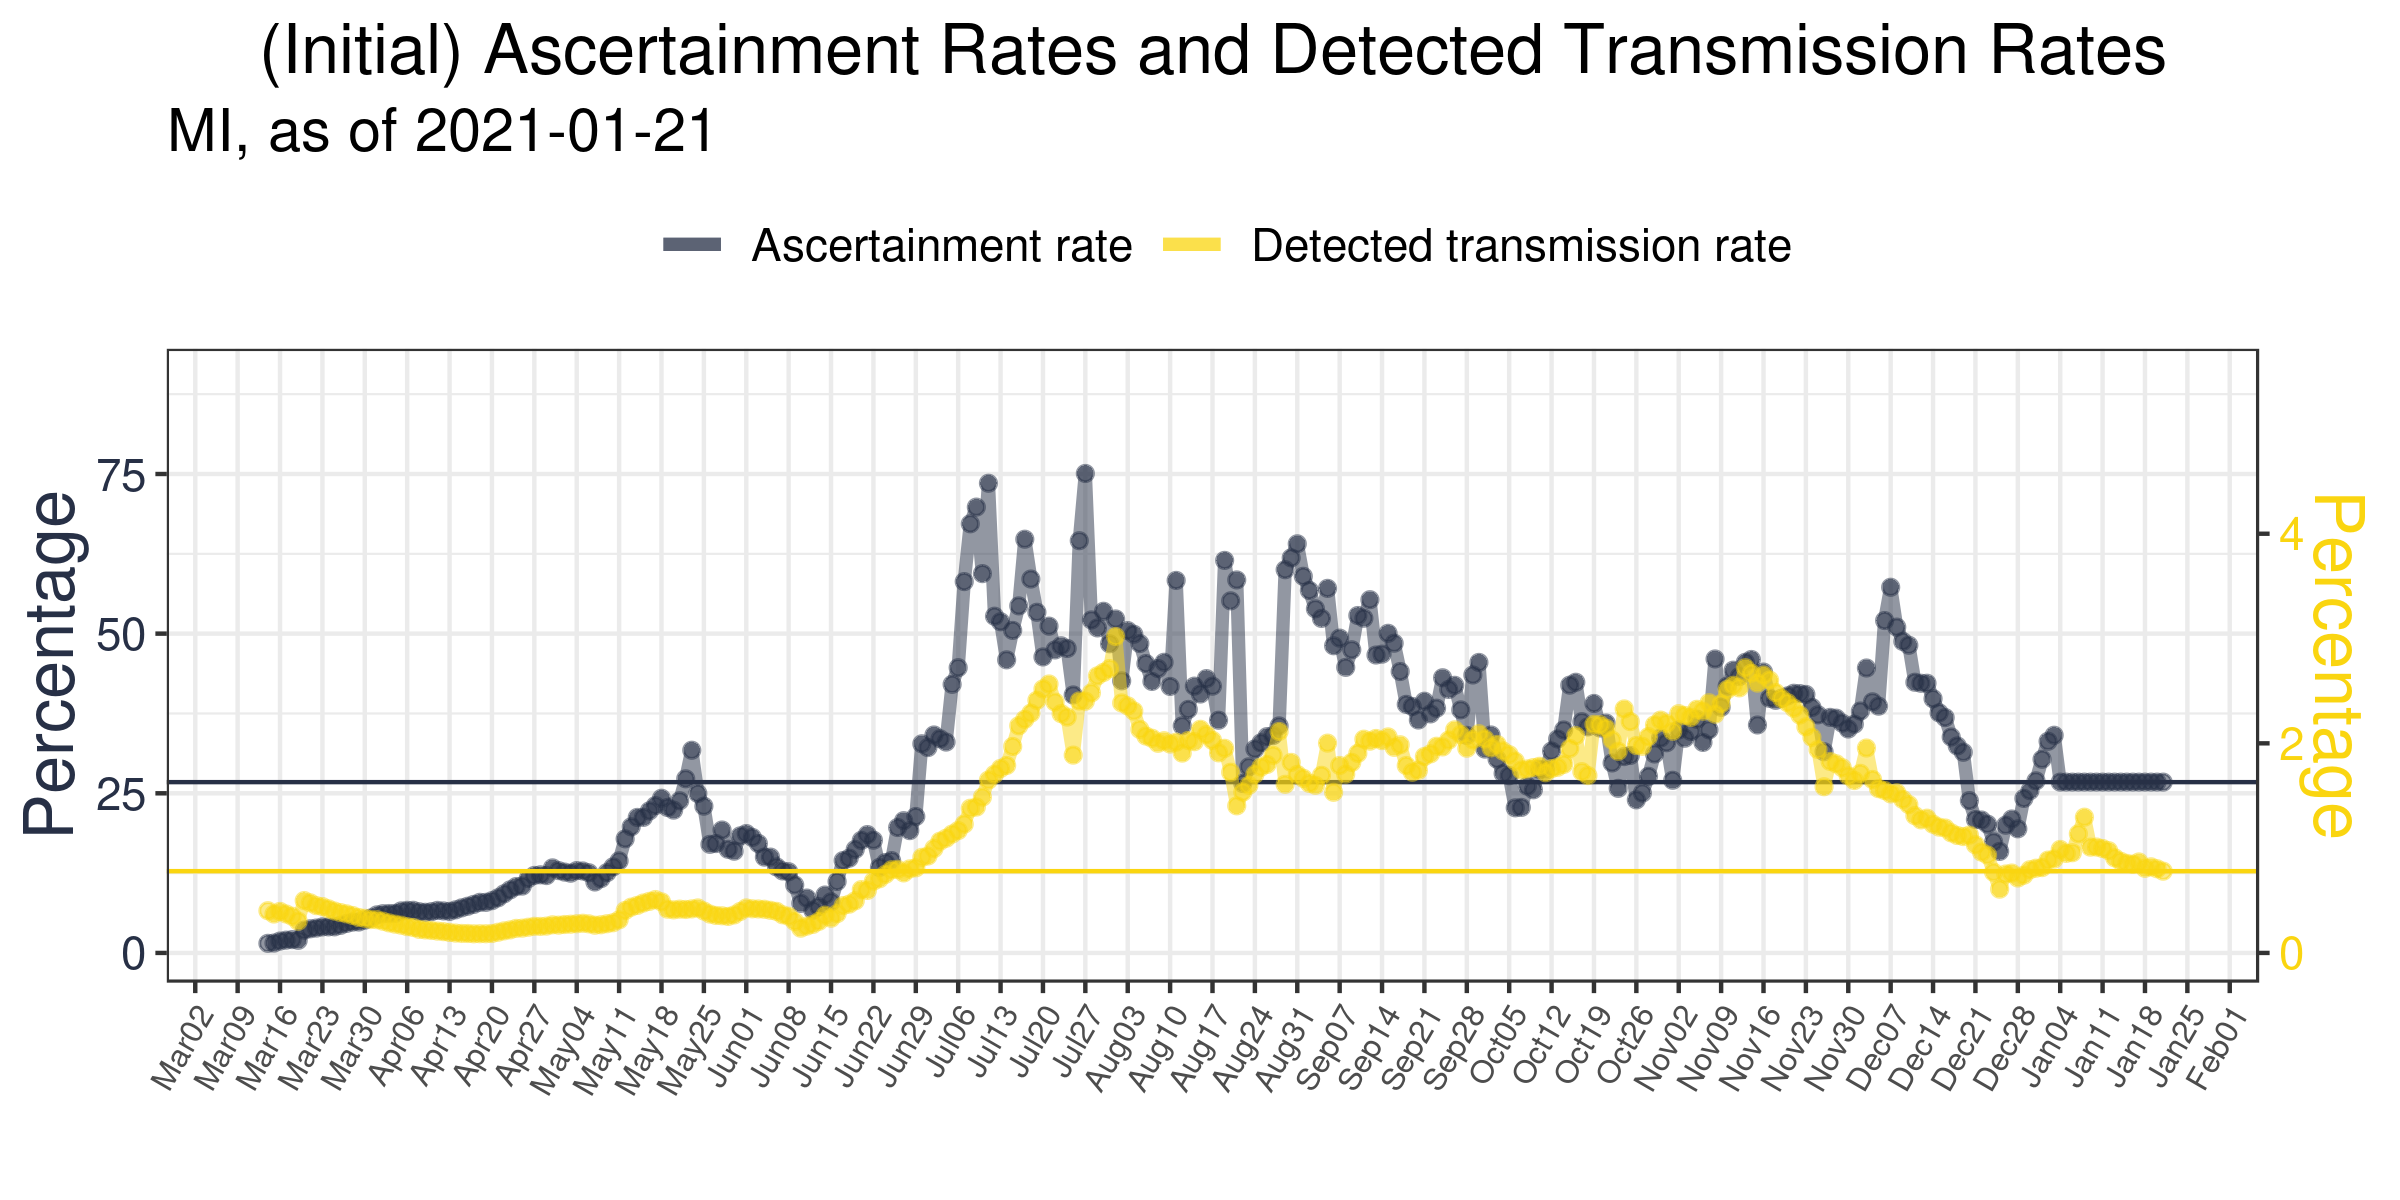 (Initial) Ascertainment Rates and Detected Transmission Rates
MI, as of 2021-01-21
Ascertainment rate Detected transmission rate
Percentage
75
50
25
0
4
2
0
Percentage
Mar02 Mar09 Mar16 Mar23 Mar30 Apr06 Apr13 Apr20 Apr27 May04 May11 May18 May25 Jun01 Jun08 Jun15 Jun22 Jun29 Jul06 Jul13 Jul20 Jul27 Aug03 Aug10 Aug17 Aug24 Aug31 Sep07 Sep14 Sep21 Sep28 Oct05 Oct12 Oct19 Oct26 Nov02 Nov09 Nov16 Nov23 Nov30 Dec07 Dec14 Dec21 Dec28 Jan04 Jan11 Jan18 Jan25 Feb01